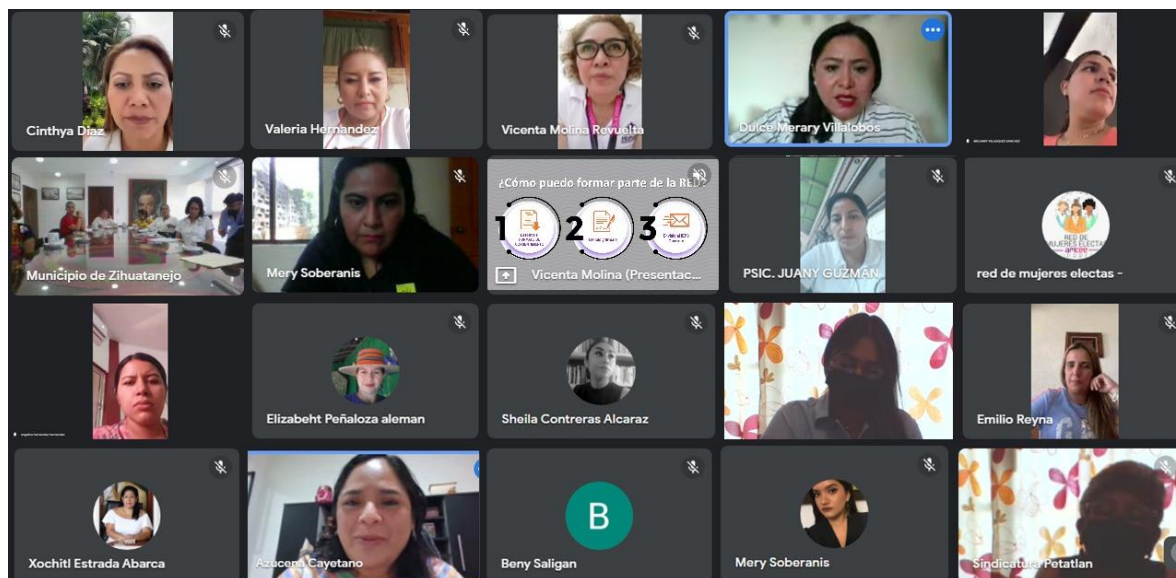 Cinthya Diaz
Valeria Hernandez
Vicenta Molina Revuelta
Dulce Merary Villalobos
Municipio de Zihuatanejo
Mery Soberanis
¿Cómo puedo formar parte de la RED?
1
2
3
Vicenta Molina (Presentac...
PSIC. JUANY GUZMÁN
RED DE
MUJERES ELECTAS
red de mujeres electas -
Elizabeht Peñaloza aleman
Sheila Contreras Alcaraz
Emilio Reyna
Xochitl Estrada Abarca
Azucena Cayetano
B
Beny Saligan
Mery Soberanis
Sindicatura Petatlan